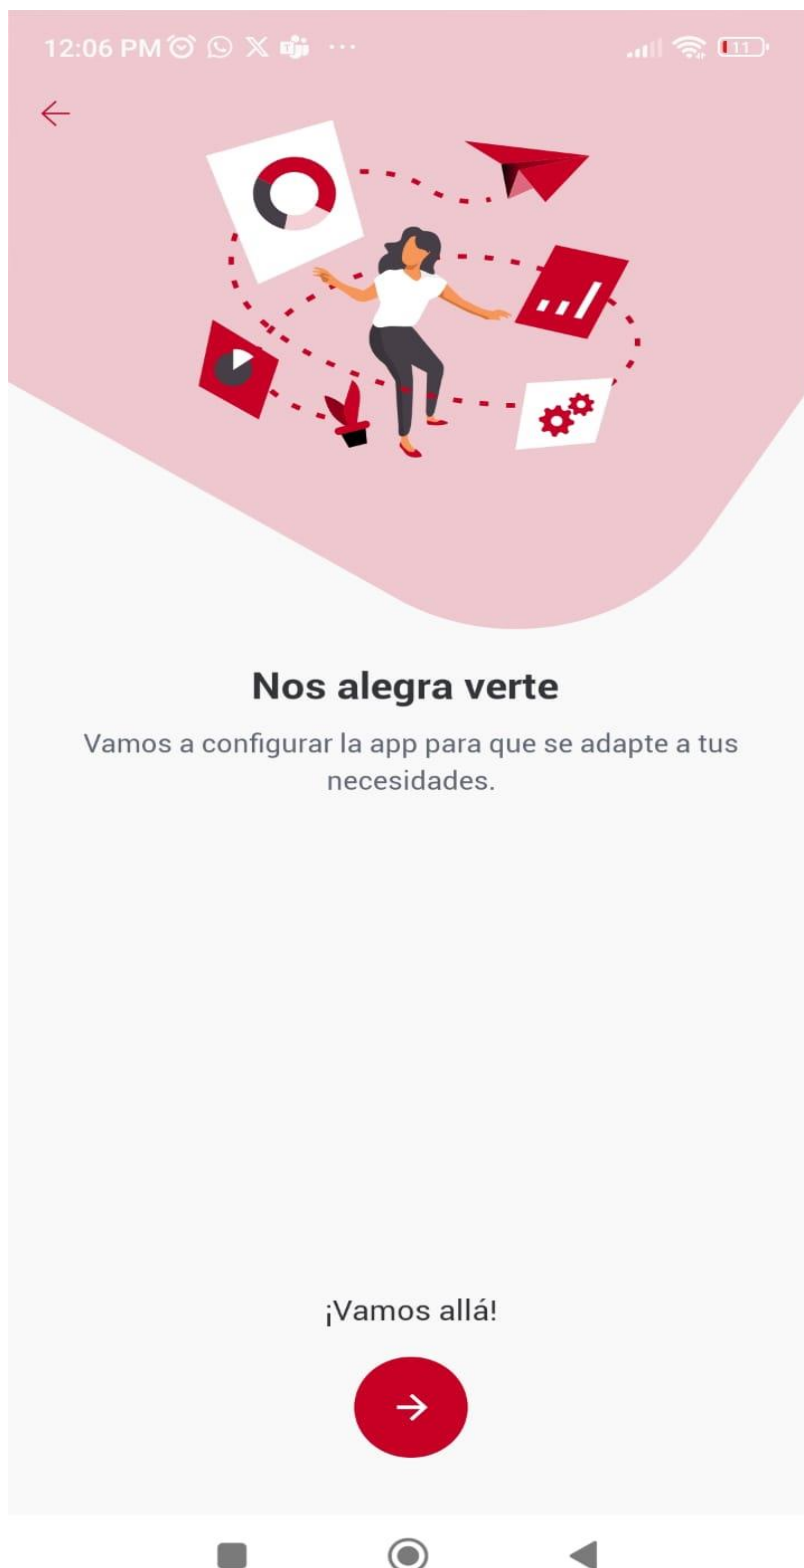 12:06 PM
11
Nos alegra verte
Vamos a configurar la app para que se adapte a tus
necesidades.
¡Vamos allá!